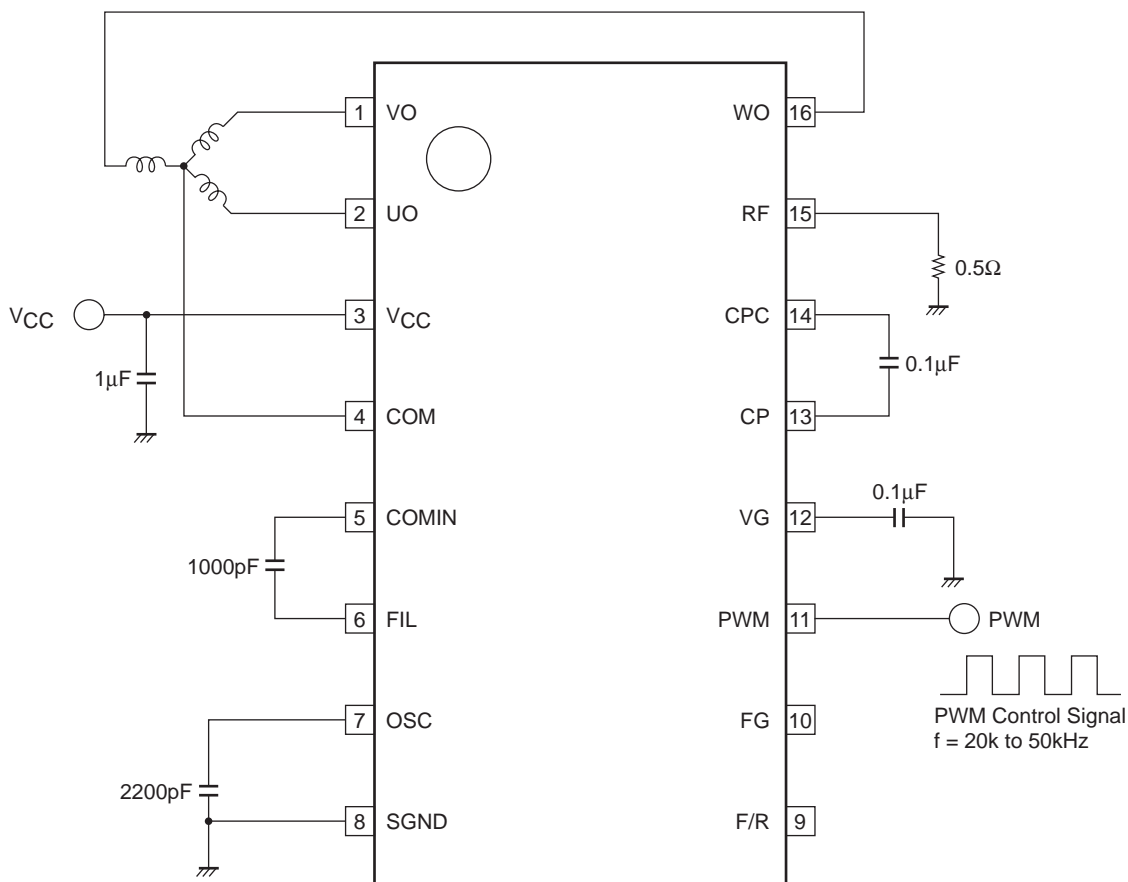 1 VO WO 16
2 UO RF 15
0.5Ω
VCC 3 VCC CPC 14
1μF 0.1μF
4 COM CP 13
0.1μF
5 COMIN VG 12
1000pF
6 FIL PWM 11 PWM
7 OSC FG 10
PWM Control Signal
f = 20k to 50kHz
2200pF
8 SGND F/R 9